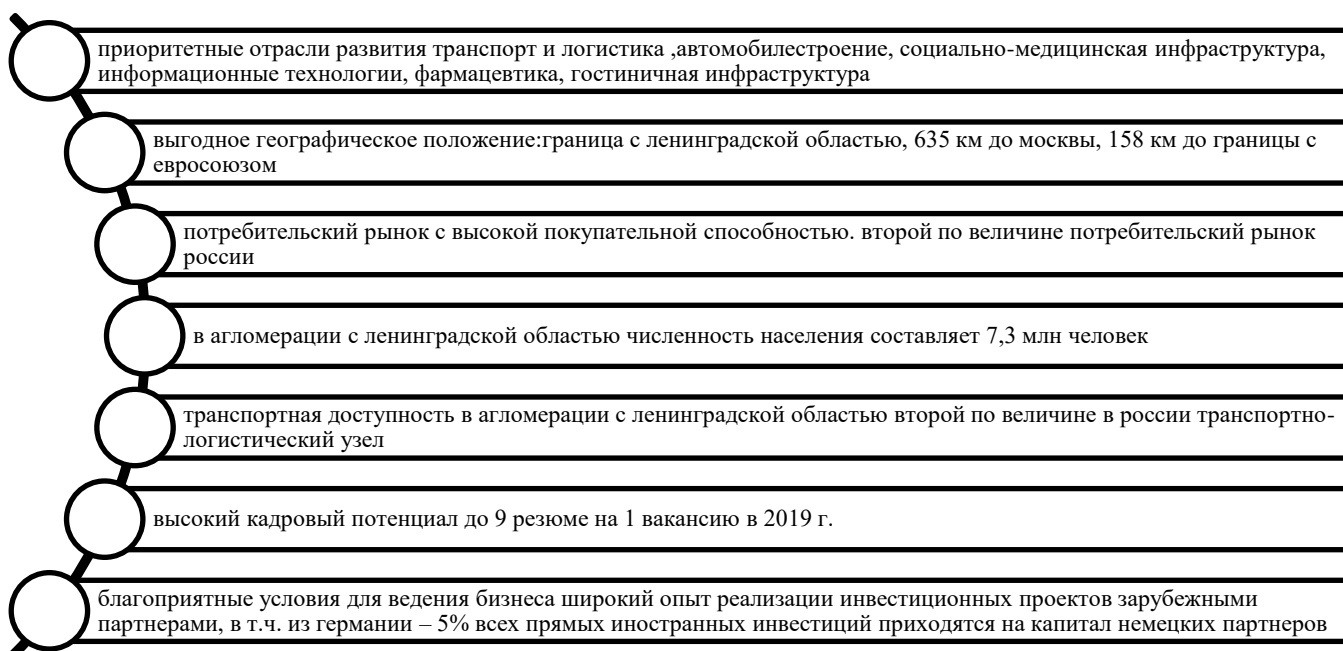 приоритетные отрасли развития транспорт и логистика ,автомобилестроение, социально-медицинская инфраструктура,
информационные технологии, фармацевтика, гостиничная инфраструктура
выгодное географическое положение:граница с ленинградской областью, 635 км до москвы, 158 км до границы с
евросоюзом
потребительский рынок с высокой покупательной способностью. второй по величине потребительский рынок
россии
в агломерации с ленинградской областью численность населения составляет 7,3 млн человек
транспортная доступность в агломерации с ленинградской областью второй по величине в россии транспортно-
логистический узел
высокий кадровый потенциал до 9 резюме на 1 вакансию в 2019 г.
благоприятные условия для ведения бизнеса широкий опыт реализации инвестиционных проектов зарубежными
партнерами, в т.ч. из германии – 5% всех прямых иностранных инвестиций приходятся на капитал немецких партнеров